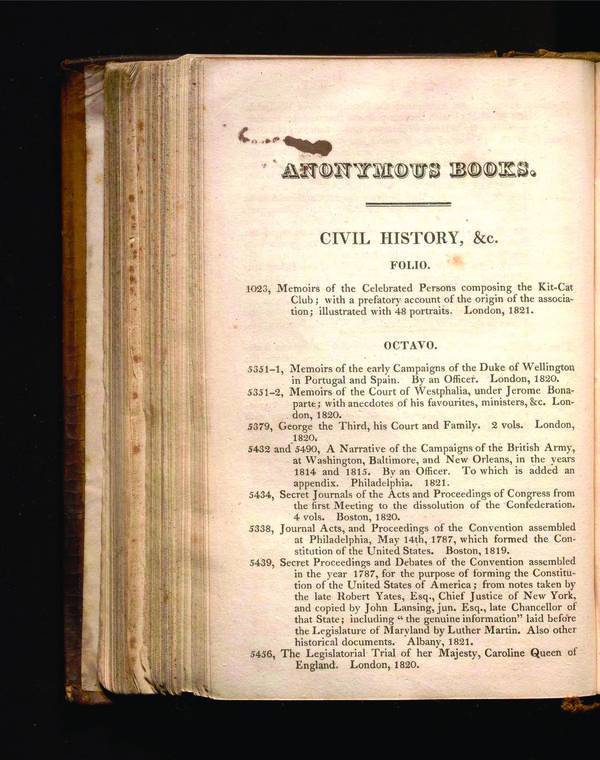 ANONYMOUS BOOKS.
CIVIL HISTORY, &c.
FOLIO.
1023, Memoirs of the Celebrated Persons composing the Kit-Cat
Club; with a prefatory account of the origin of the associa-
tion; illustrated with 48 portraits. London, 1821.
OCTAVO.
5351-1, Memoirs of the early Campaigns of the Duke of Wellington
in Portugal and Spain. By an Officer. London, 1820.
5351-2, Memoirs of the Court of Westphalia, under Jerome Bona-
parte; with anecdotes of his favourites, ministers, &c. Lon-
don, 1820.
5379, George the Third, his Court and Family. 2 vols. London,
1820.
5432 and 5490, A Narrative of the Campaigns of the British Army,
at Washington, Baltimore, and New Orleans, in the years
1814 and 1815. By an Officer. To which is added an
appendix. Philadelphia. 1821.
5434, Secret Journals of the Acts and Proceedings of Congress from
the first Meeting to the dissolution of the Confederation.
4 vols. Boston, 1820.
5338, Journal Acts, and Proceedings of the Convention assembled
at Philadelphia, May 14th, 1787, which formed the Con-
stitution of the United States. Boston, 1819.
5439, Secret Proceedings and Debates of the Convention assembled
in the year 1787, for the purpose of forming the Constitu-
tion of the United States of America; from notes taken by
the late Robert Yates, Esq., Chief Justice of New York,
and copied by John Lansing, jun. Esq., late Chancellor of
that State; including "the genuine information" laid before
the Legislature of Maryland by Luther Martin. Also other
historical documents. Albany, 1821.
5456, The Legislatorial Trial of her Majesty, Caroline Queen of
England. London, 1820.